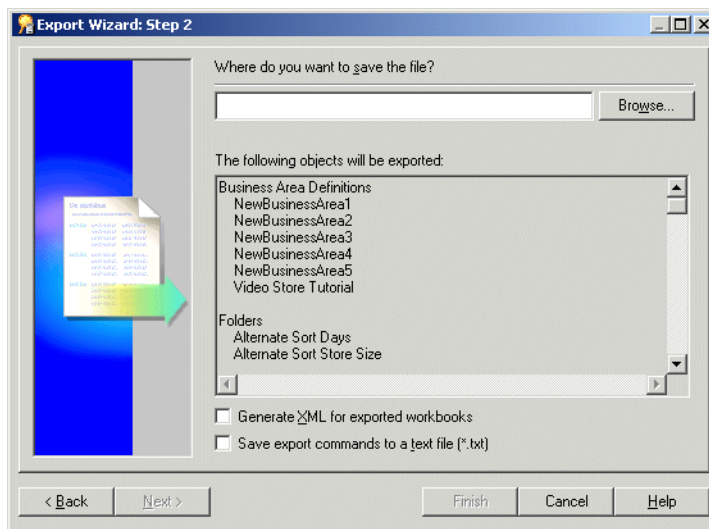 Export Wizard: Step 2
Where do you want to save the file?
Browse...
The following objects will be exported:
Business Area Definitions
NewBusinessArea1
NewBusinessArea2
NewBusinessArea3
NewBusinessArea4
NewBusinessArea5
Video Store Tutorial
Folders
Alternate Sort Days
Alternate Sort Store Size
Generate XML for exported workbooks
Save export commands to a text file (*.txt)
< Back
Next >
Finish
Cancel
Help